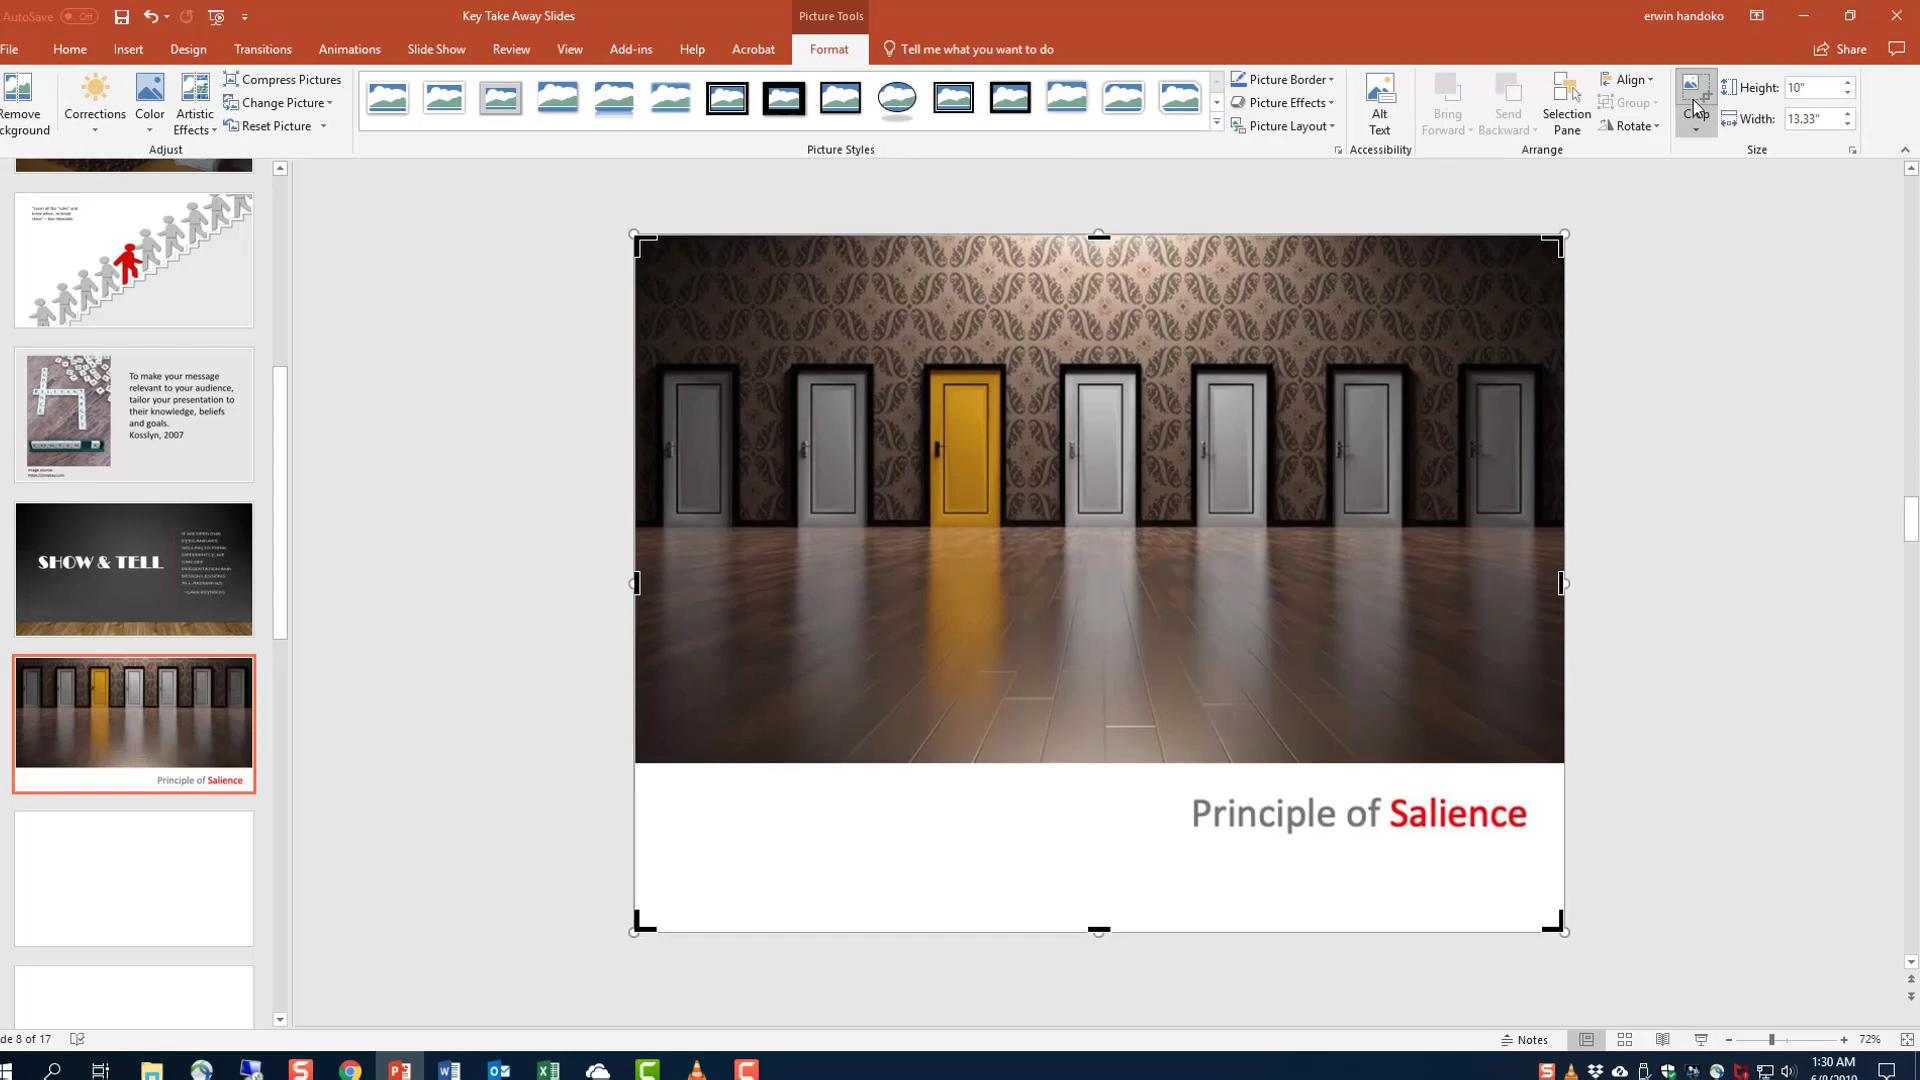 AutoSave Off
Key Take Away Slides
Picture Tools
erwin handoko
File Home Insert Design Transitions Animations Slide Show Review View Add-ins Help Acrobat Format Tell me what you want to do Share
Compress Pictures
Change Picture
Reset Picture
Remove
Background
Corrections
Color
Artistic
Effects
Adjust
Picture Styles
Picture Border
Picture Effects
Picture Layout
Alt
Text
Accessibility
Bring
Forward
Send
Backward
Selection
Pane
Align
Group
Rotate
Arrange
Crop
Height: 10"
Width: 13.33"
Size
To make your message
relevant to your audience,
tailor your presentation to
their knowledge, beliefs
and goals.
Kosslyn, 2007
SHOW & TELL
Principle of Salience
Principle of Salience
de 8 of 17
Notes
72%
1:30 AM